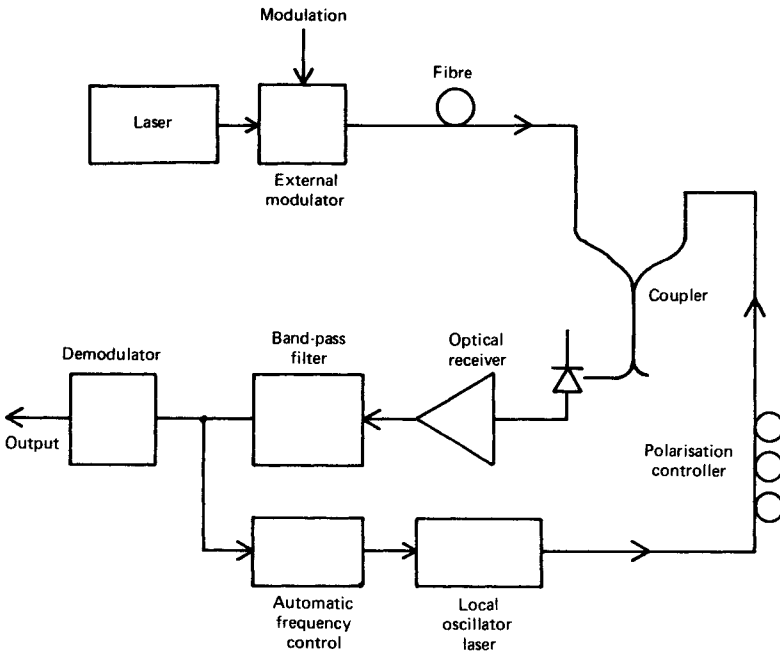 Modulation
Laser
External
modulator
Fibre
Coupler
Demodulator
Band-pass
filter
Optical
receiver
Output
Polarisation
controller
Automatic
frequency
control
Local
oscillator
laser